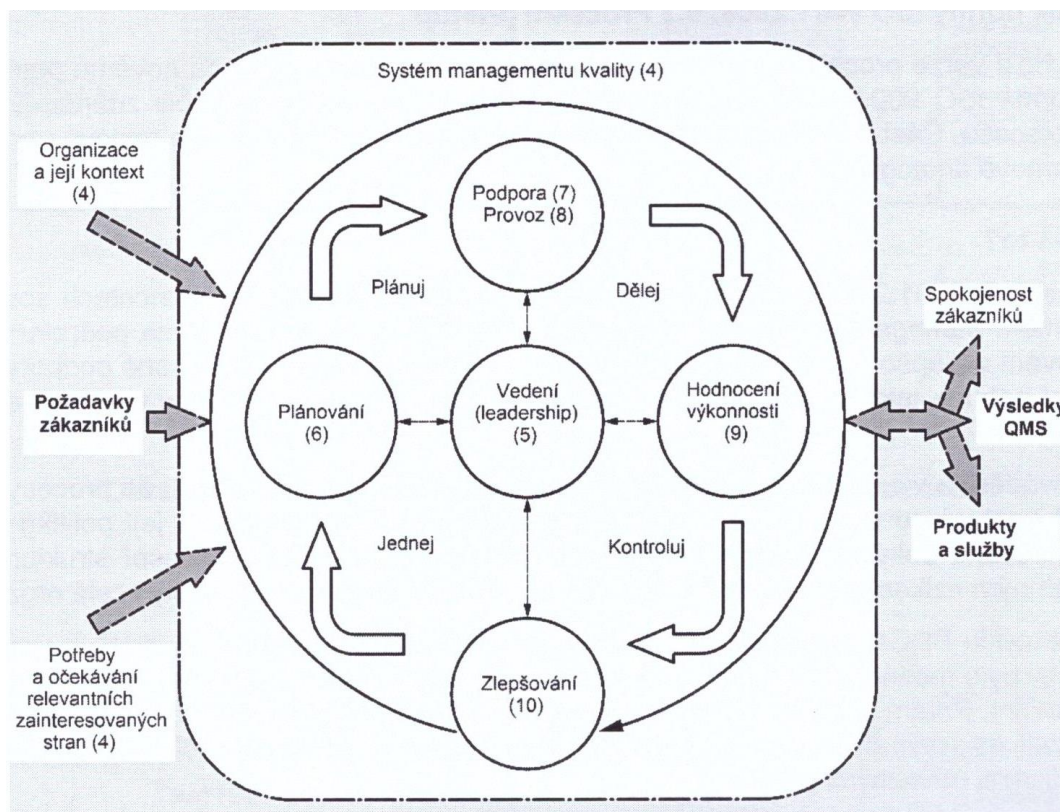 Systém managementu kvality (4)
Organizace
a její kontext
(4)
Podpora (7)
Provoz (8)
Plánuj
Dělej
Spokojenost
zákazníků
Požadavky
zákazníků
Plánování
(6)
Vedení
(leadership)
(5)
Hodnocení
výkonnosti
(9)
Výsledky
QMS
Jednej
Kontroluj
Produkty
a služby
Potřeby
a očekávání
relevantních
zainteresovaných
stran (4)
Zlepšování
(10)